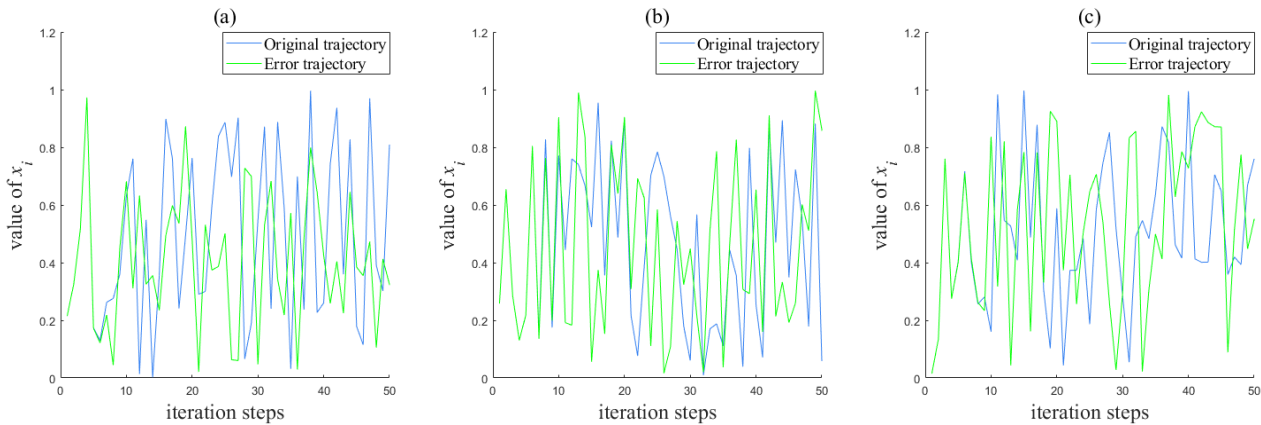 (a)
1.2
1
0.8
0.6
0.4
0.2
0
0 10 20 30 40 50
value of x_i
iteration steps
Original trajectory
Error trajectory
(b)
1.2
1
0.8
0.6
0.4
0.2
0
0 10 20 30 40 50
value of x_i
iteration steps
Original trajectory
Error trajectory
(c)
1.2
1
0.8
0.6
0.4
0.2
0
0 10 20 30 40 50
value of x_i
iteration steps
Original trajectory
Error trajectory